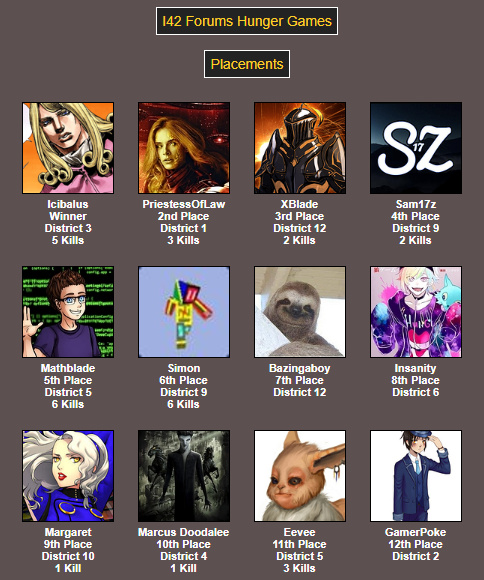 I42 Forums Hunger Games
Placements
SZ
17
Icibalus
Winner
District 3
5 Kills
PriestessOfLaw
2nd Place
District 1
3 Kills
XBlade
3rd Place
District 12
2 Kills
Sam17z
4th Place
District 9
2 Kills
Mathblade
5th Place
District 5
6 Kills
Simon
6th Place
District 9
6 Kills
Bazingaboy
7th Place
District 12
Insanity
8th Place
District 6
Margaret
9th Place
District 10
1 Kill
Marcus Doodalee
10th Place
District 4
1 Kill
Eevee
11th Place
District 5
3 Kills
GamerPoke
12th Place
District 2